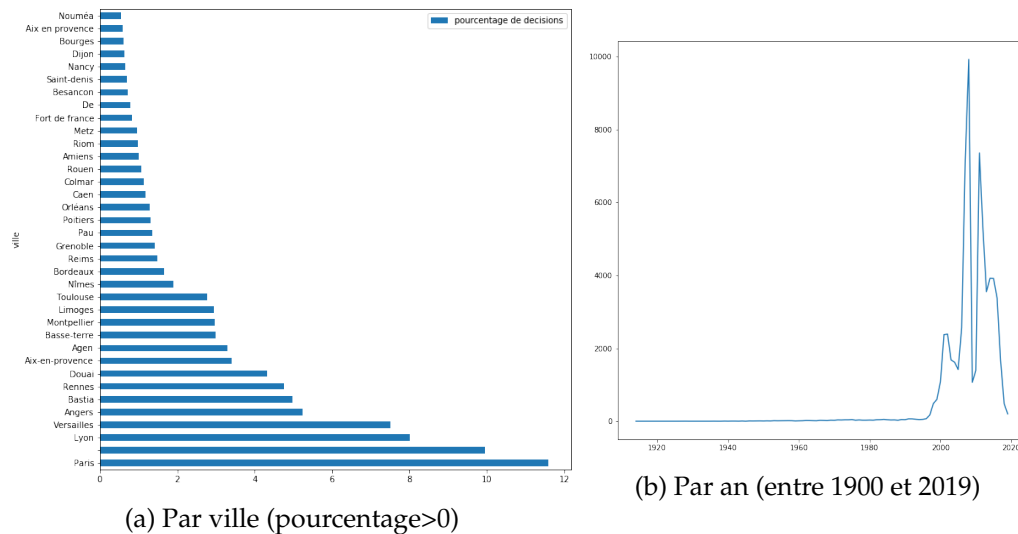 Nouméa
Aix en provence
Bourges
Dijon
Nancy
Saint-denis
Besancon
De
Fort de france
Metz
Riom
Amiens
Rouen
Colmar
Caen
Orléans
Poitiers
Pau
Grenoble
Reims
Bordeaux
Nîmes
Toulouse
Limoges
Montpellier
Basse-terre
Agen
Aix-en-provence
Douai
Rennes
Bastia
Angers
Versailles
Lyon
Paris
ville
pourcentage de decisions
0 2 4 6 8 10 12
(a) Par ville (pourcentage>0)
10000
8000
6000
4000
2000
0
1920 1940 1960 1980 2000 2020
(b) Par an (entre 1900 et 2019)